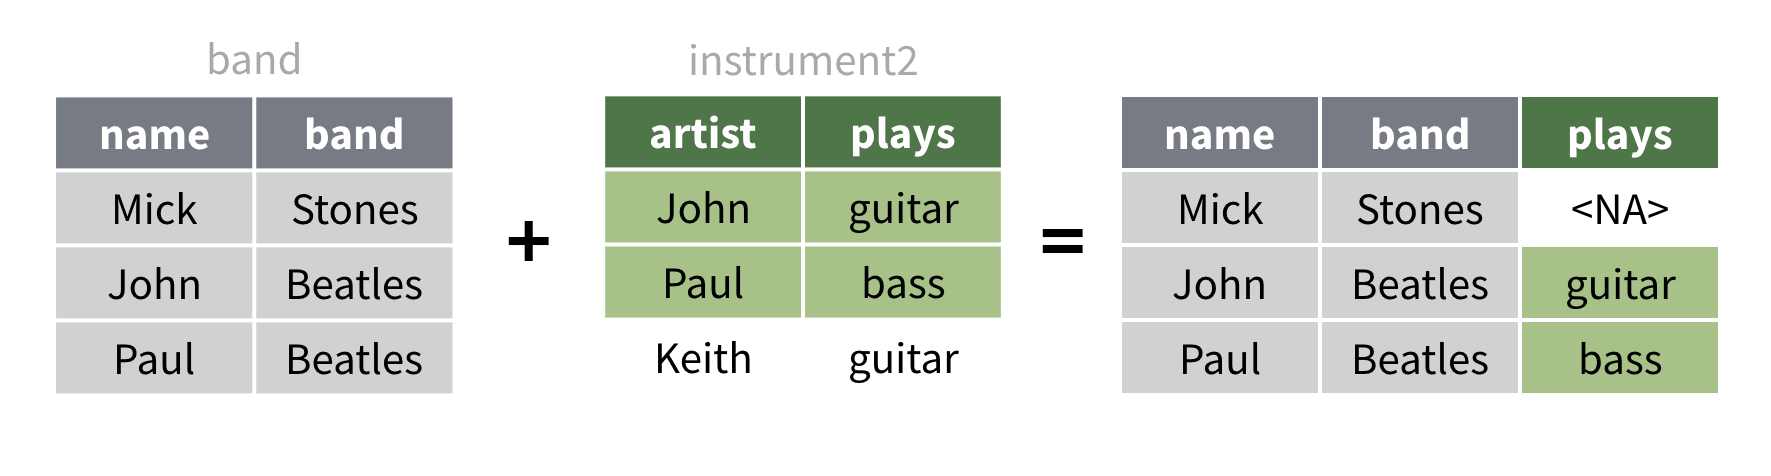 band instrument2
name band artist plays name band plays
Mick Stones John guitar Mick Stones <NA>
+ =
John Beatles Paul bass John Beatles guitar
Paul Beatles Keith guitar Paul Beatles bass